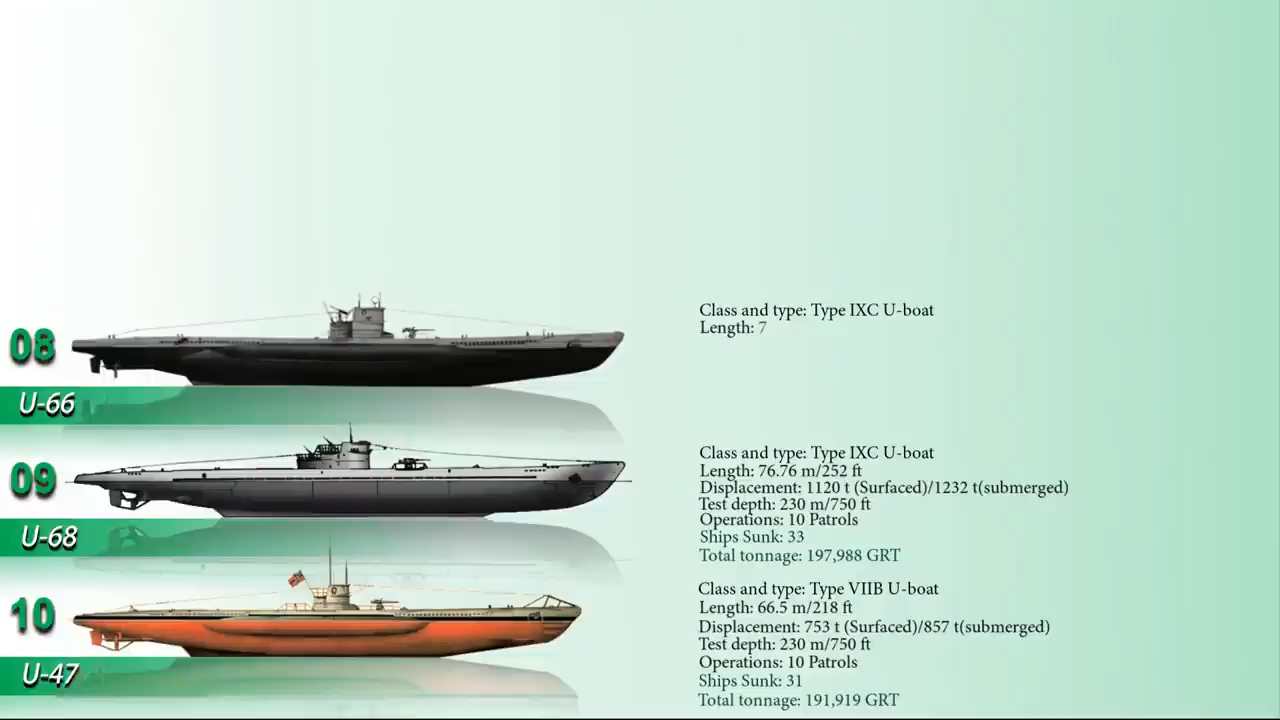 08
U-66
Class and type: Type IXC U-boat
Length: 7
09
U-68
Class and type: Type IXC U-boat
Length: 76.76 m/252 ft
Displacement: 1120 t (Surfaced)/1232 t(submerged)
Test depth: 230 m/750 ft
Operations: 10 Patrols
Ships Sunk: 33
Total tonnage: 197,988 GRT
10
U-47
Class and type: Type VIIB U-boat
Length: 66.5 m/218 ft
Displacement: 753 t (Surfaced)/857 t(submerged)
Test depth: 230 m/750 ft
Operations: 10 Patrols
Ships Sunk: 31
Total tonnage: 191,919 GRT